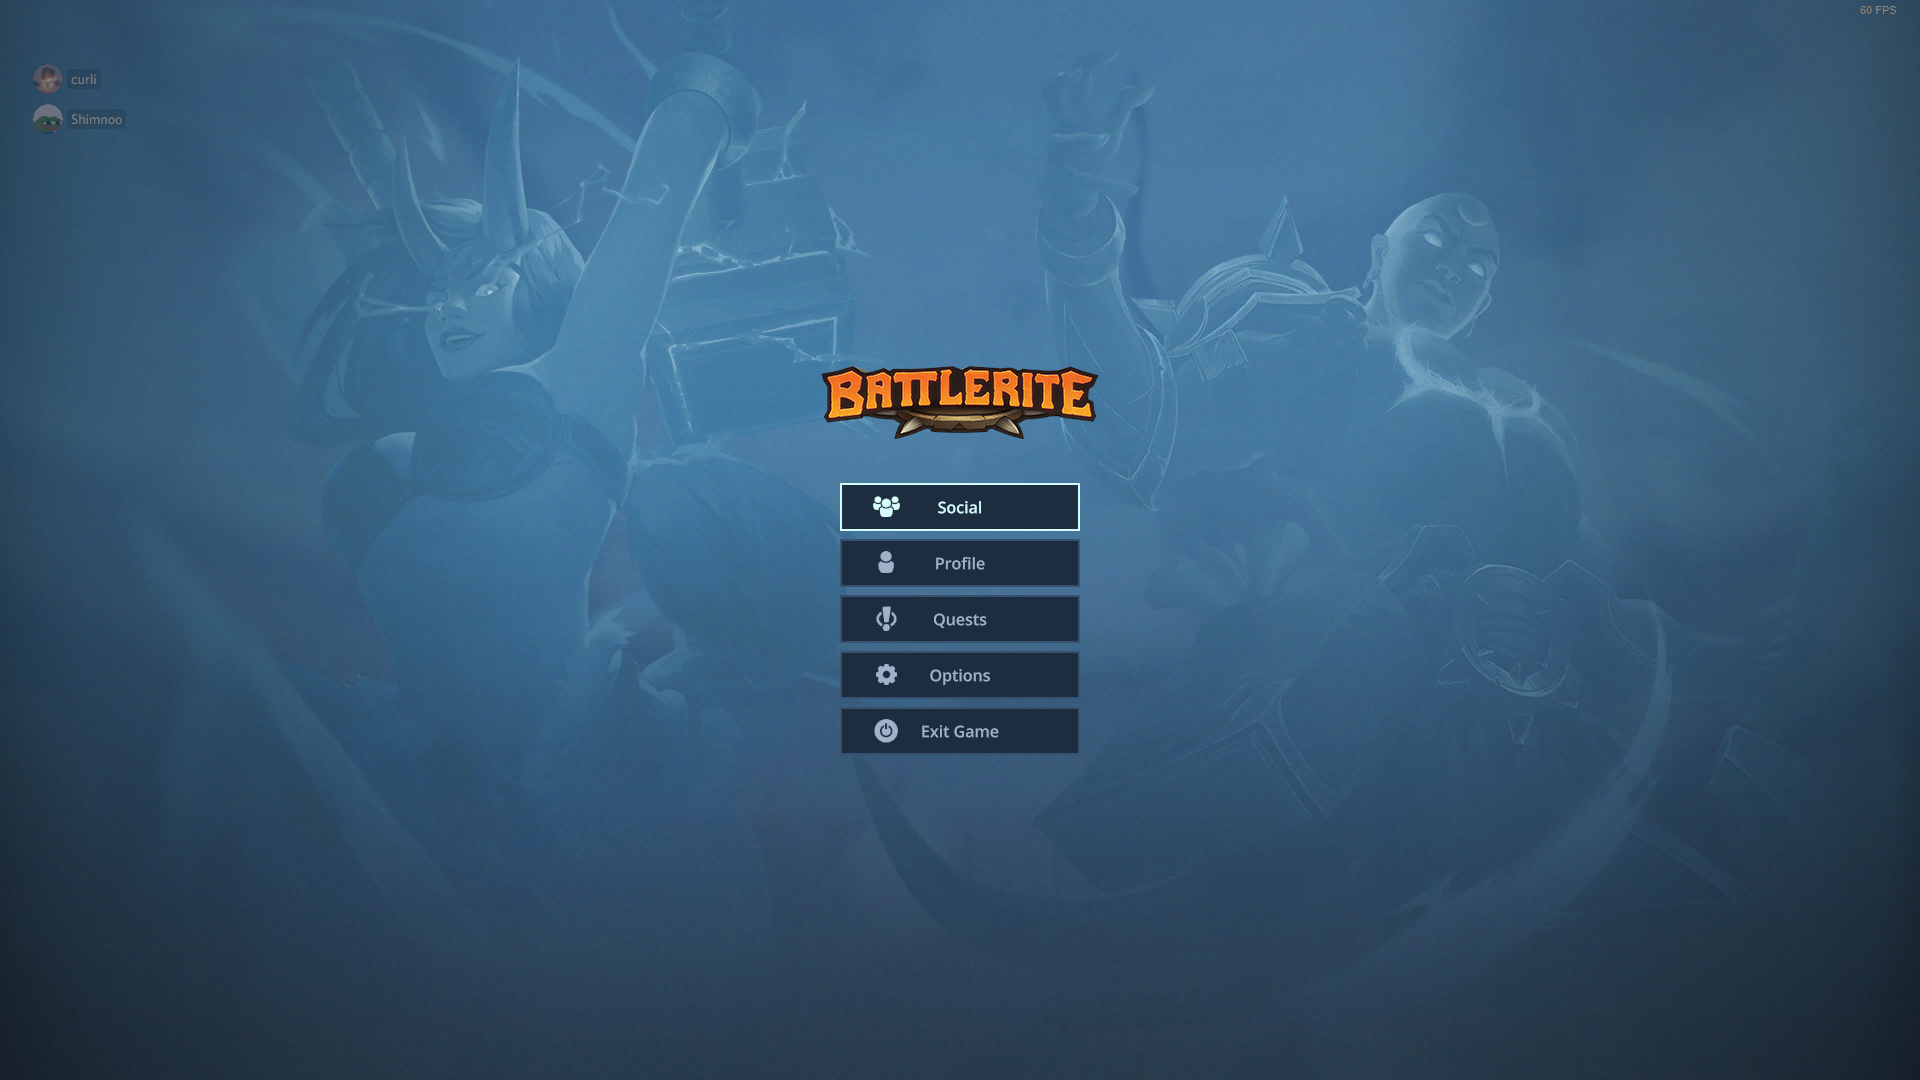 60 FPS
curli
Shimnoo
BATTLERITE
Social
Profile
Quests
Options
Exit Game